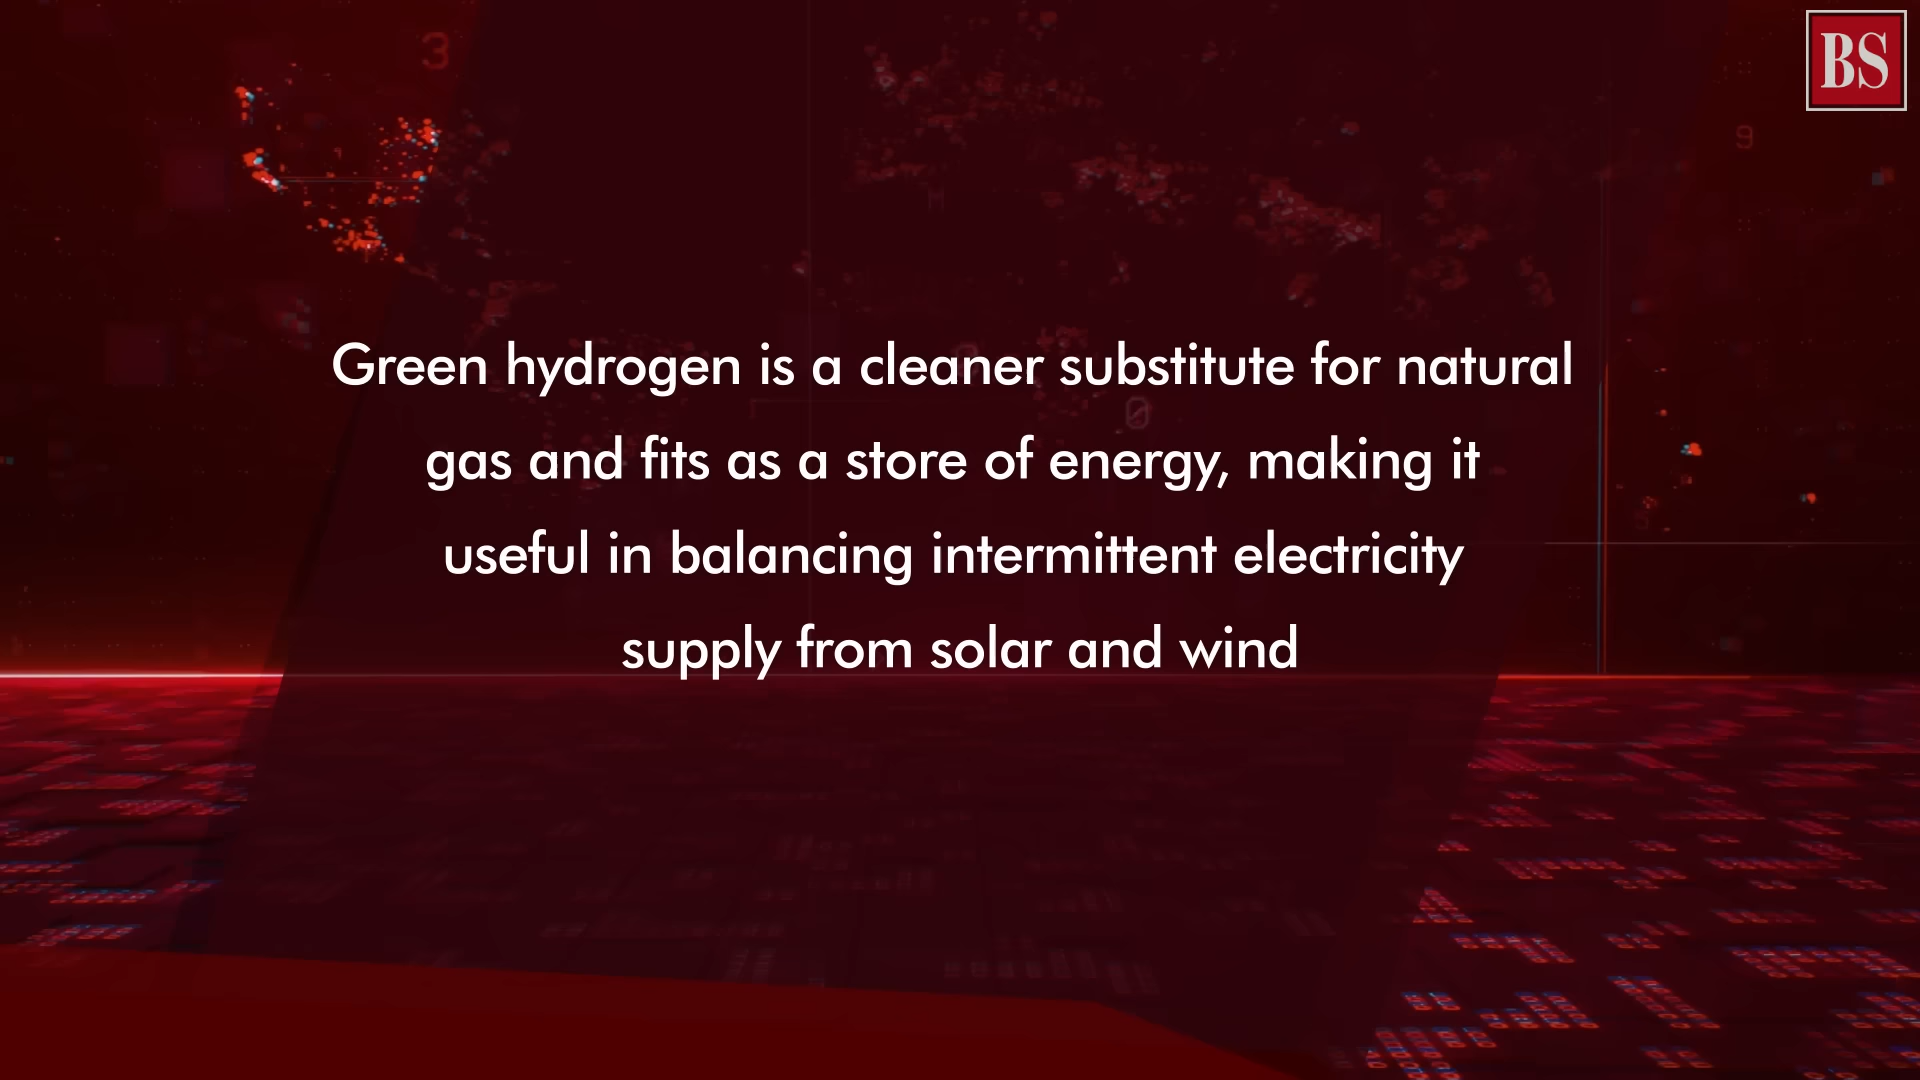 BS
Green hydrogen is a cleaner substitute for natural
gas and fits as a store of energy, making it
useful in balancing intermittent electricity
supply from solar and wind